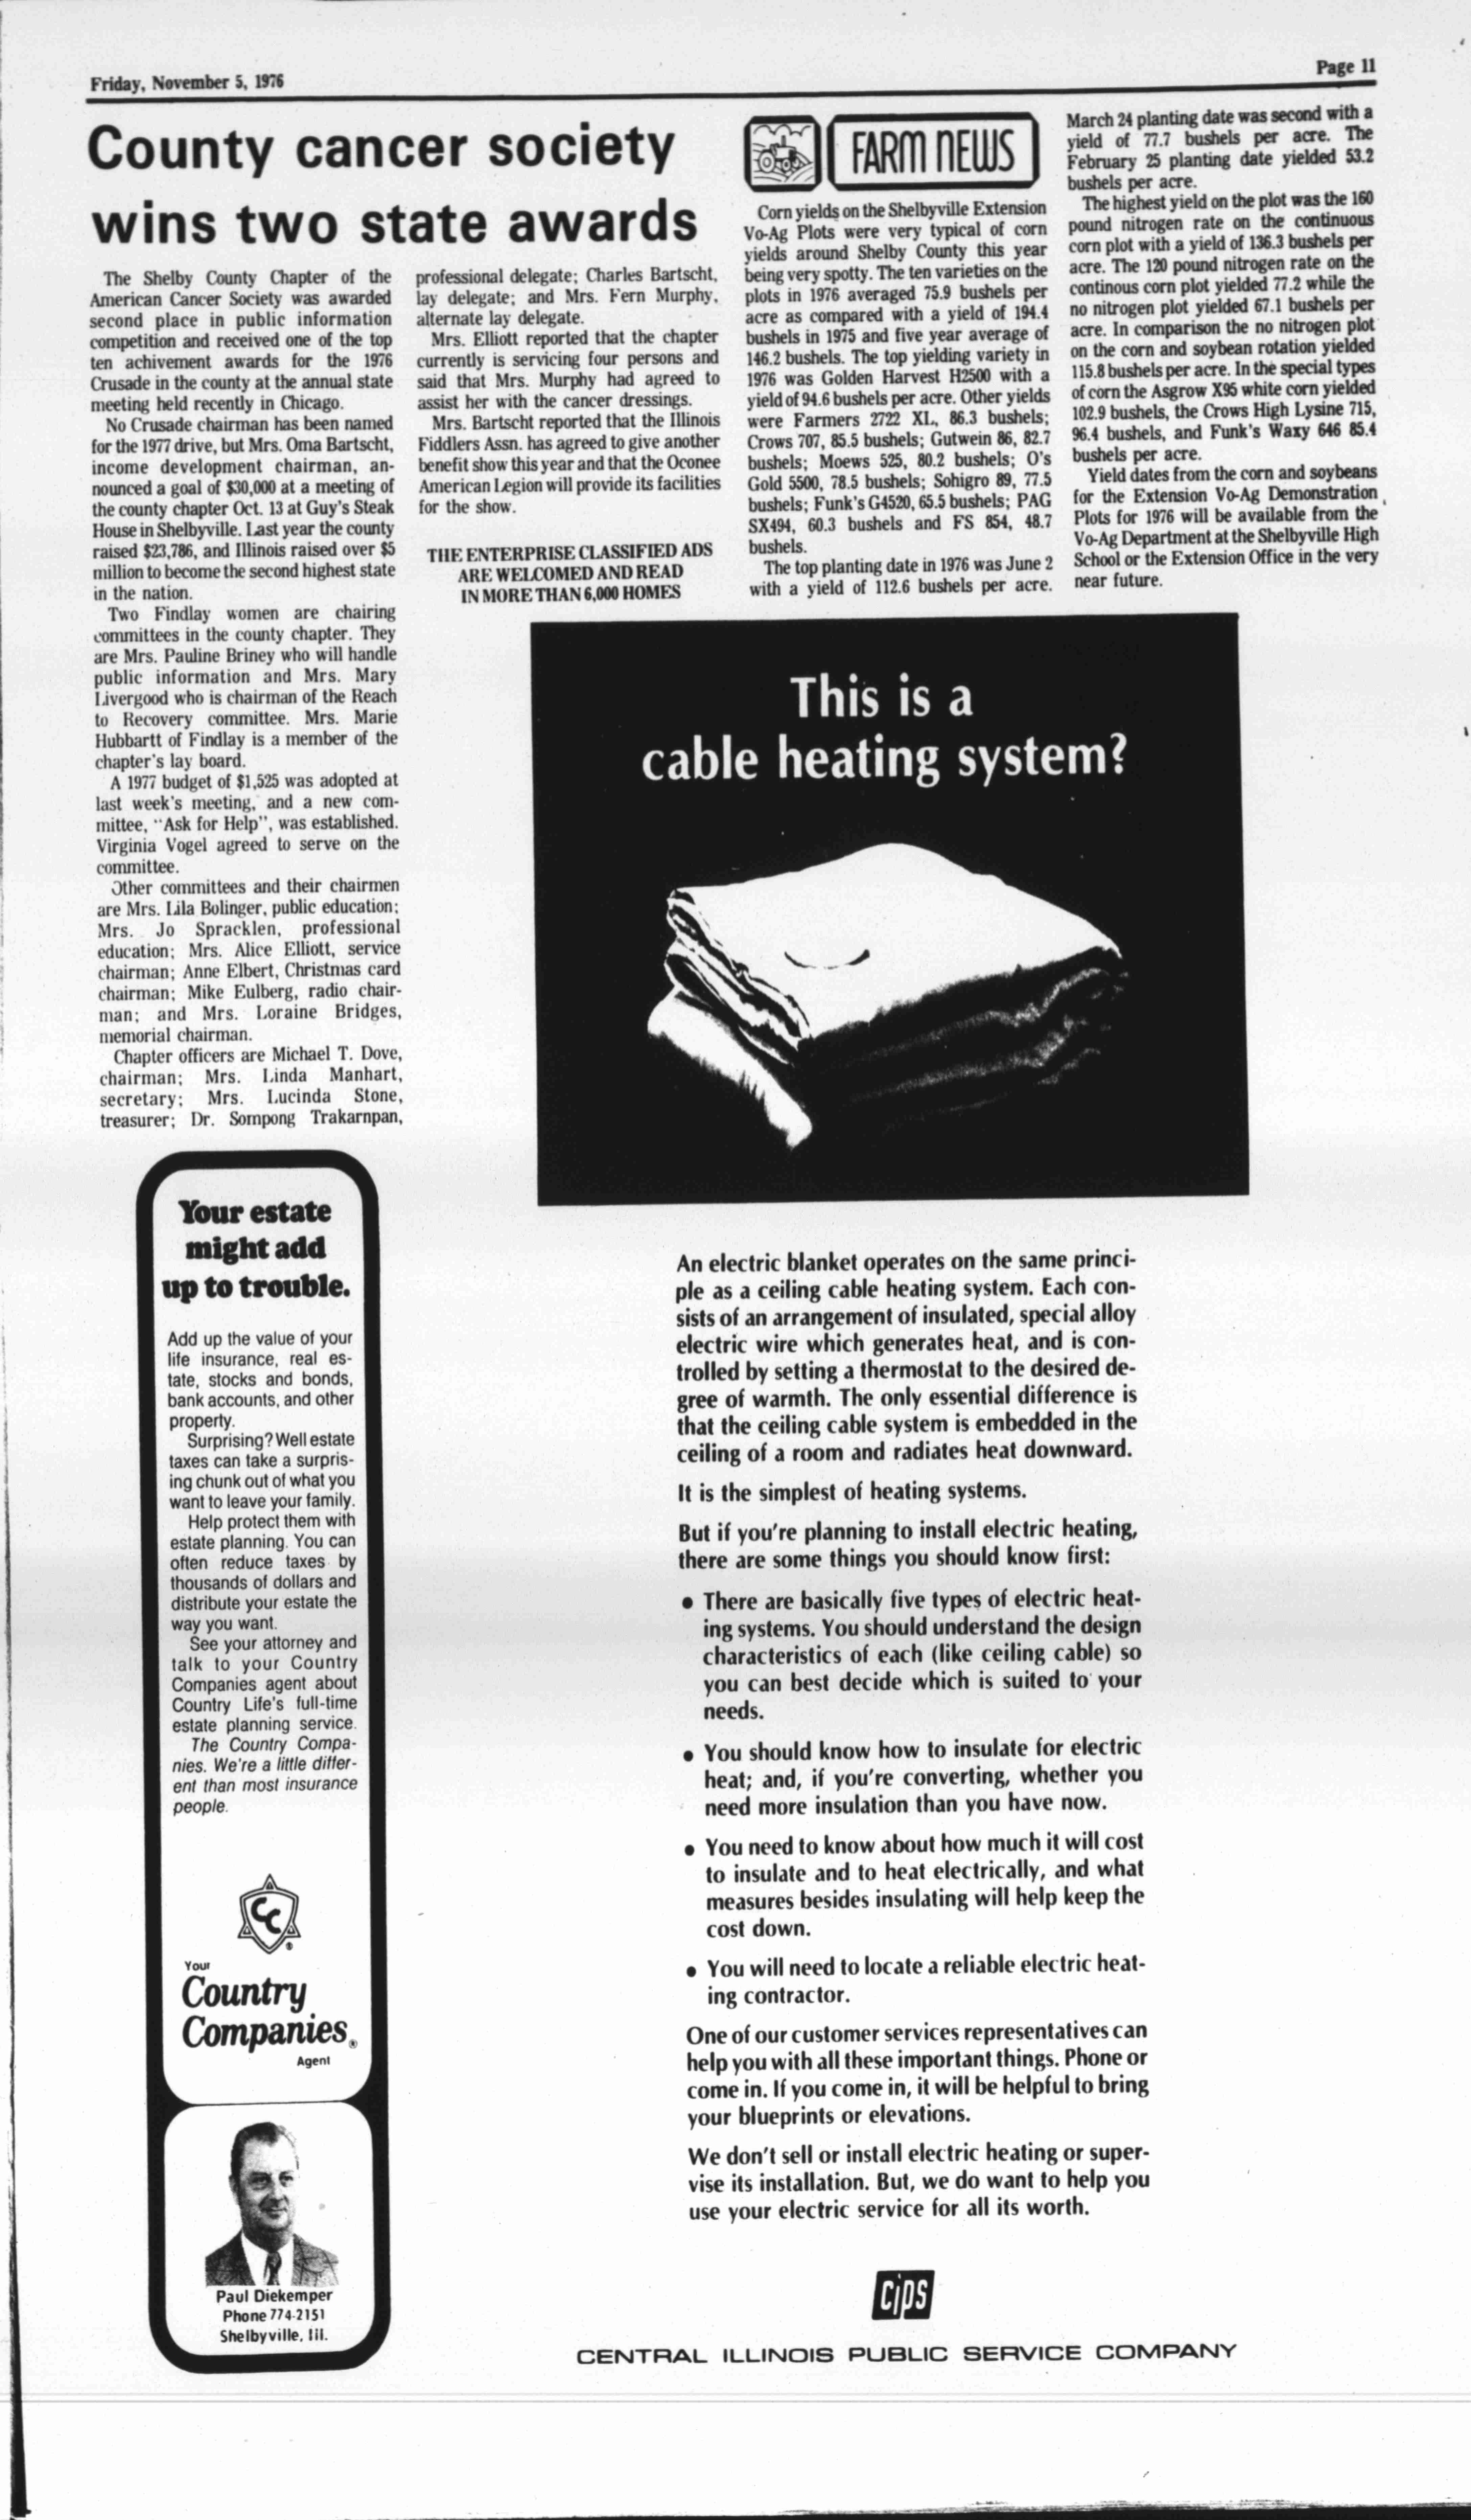 Friday, November 5, 1976
Page 11
County cancer society
wins two state awards
The Shelby County Chapter of the
American Cancer Society was awarded
second place in public information
competition and received one of the top
ten achivement awards for the 1976
Crusade in the county at the annual state
meeting held recently in Chicago.
No Crusade chairman has been named
for the 1977 drive, but Mrs. Oma Bartscht,
income development chairman, an-
nounced a goal of $30,000 at a meeting of
the county chapter Oct. 13 at Guy's Steak
House in Shelbyville. Last year the county
raised $23,786, and Illinois raised over $5
million to become the second highest state
in the nation.
Two Findlay women are chairing
committees in the county chapter. They
are Mrs. Pauline Briney who will handle
public information and Mrs. Mary
Livergood who is chairman of the Reach
to Recovery committee. Mrs. Marie
Hubbartt of Findlay is a member of the
chapter's lay board.
A 1977 budget of $1,525 was adopted at
last week's meeting, and a new com-
mittee, "Ask for Help", was established.
Virginia Vogel agreed to serve on the
committee.
Other committees and their chairmen
are Mrs. Lila Bolinger, public education;
Mrs. Jo Spracklen, professional
education; Mrs. Alice Elliott, service
chairman; Anne Elbert, Christmas card
chairman; Mike Eulberg, radio chair-
man; and Mrs. Loraine Bridges,
memorial chairman.
Chapter officers are Michael T. Dove,
chairman; Mrs. Linda Manhart,
secretary; Mrs. Lucinda Stone,
treasurer; Dr. Sompong Trakarnpan,
professional delegate; Charles Bartscht,
lay delegate; and Mrs. Fern Murphy,
alternate lay delegate.
Mrs. Elliott reported that the chapter
currently is servicing four persons and
said that Mrs. Murphy had agreed to
assist her with the cancer dressings.
Mrs. Bartscht reported that the Illinois
Fiddlers Assn. has agreed to give another
benefit show this year and that the Oconee
American Legion will provide its facilities
for the show.
THE ENTERPRISE CLASSIFIED ADS
ARE WELCOMED AND READ
IN MORE THAN 6,000 HOMES
FARM NEWS
Corn yields on the Shelbyville Extension
Vo-Ag Plots were very typical of corn
yields around Shelby County this year
being very spotty. The ten varieties on the
plots in 1976 averaged 75.9 bushels per
acre as compared with a yield of 194.4
bushels in 1975 and five year average of
146.2 bushels. The top yielding variety in
1976 was Golden Harvest H2500 with a
yield of 94.6 bushels per acre. Other yields
were Farmers 2722 XL, 86.3 bushels;
Crows 707, 85.5 bushels; Gutwein 86, 82.7
bushels; Moews 525, 80.2 bushels; O's
Gold 5500, 78.5 bushels; Sohigro 89, 77.5
bushels; Funk's G4520, 65.5 bushels; PAG
SX494, 60.3 bushels and FS 854, 48.7
bushels.
The top planting date in 1976 was June 2
with a yield of 112.6 bushels per acre.
March 24 planting date was second with a
yield of 77.7 bushels per acre. The
February 25 planting date yielded 53.2
bushels per acre.
The highest yield on the plot was the 160
pound nitrogen rate on the continuous
corn plot with a yield of 136.3 bushels per
acre. The 120 pound nitrogen rate on the
continous corn plot yielded 77.2 while the
no nitrogen plot yielded 67.1 bushels per
acre. In comparison the no nitrogen plot
on the corn and soybean rotation yielded
115.8 bushels per acre. In the special types
of corn the Asgrow X95 white corn yielded
102.9 bushels, the Crows High Lysine 715,
96.4 bushels, and Funk's Waxy 646 85.4
bushels per acre.
Yield dates from the corn and soybeans
for the Extension Vo-Ag Demonstration
Plots for 1976 will be available from the
Vo-Ag Department at the Shelbyville High
School or the Extension Office in the very
near future.
This is a
cable heating system?
An electric blanket operates on the same princi-
ple as a ceiling cable heating system. Each con-
sists of an arrangement of insulated, special alloy
electric wire which generates heat, and is con-
trolled by setting a thermostat to the desired de-
gree of warmth. The only essential difference is
that the ceiling cable system is embedded in the
ceiling of a room and radiates heat downward.
It is the simplest of heating systems.
But if you're planning to install electric heating,
there are some things you should know first:
• There are basically five types of electric heat-
ing systems. You should understand the design
characteristics of each (like ceiling cable) so
you can best decide which is suited to your
needs.
• You should know how to insulate for electric
heat; and, if you're converting, whether you
need more insulation than you have now.
• You need to know about how much it will cost
to insulate and to heat electrically, and what
measures besides insulating will help keep the
cost down.
• You will need to locate a reliable electric heat-
ing contractor.
One of our customer services representatives can
help you with all these important things. Phone or
come in. If you come in, it will be helpful to bring
your blueprints or elevations.
We don't sell or install electric heating or super-
vise its installation. But, we do want to help you
use your electric service for all its worth.
cips
CENTRAL ILLINOIS PUBLIC SERVICE COMPANY
Your estate
might add
up to trouble.
Add up the value of your
life insurance, real es-
tate, stocks and bonds,
bank accounts, and other
property.
Surprising? Well estate
taxes can take a surpris-
ing chunk out of what you
want to leave your family.
Help protect them with
estate planning. You can
often reduce taxes by
thousands of dollars and
distribute your estate the
way you want.
See your attorney and
talk to your Country
Companies agent about
Country Life's full-time
estate planning service.
The Country Compa-
nies. We're a little differ-
ent than most insurance
people.
CC
®
Your
Country
Companies®
Agent
Paul Diekemper
Phone 774-2151
Shelbyville, Ill.